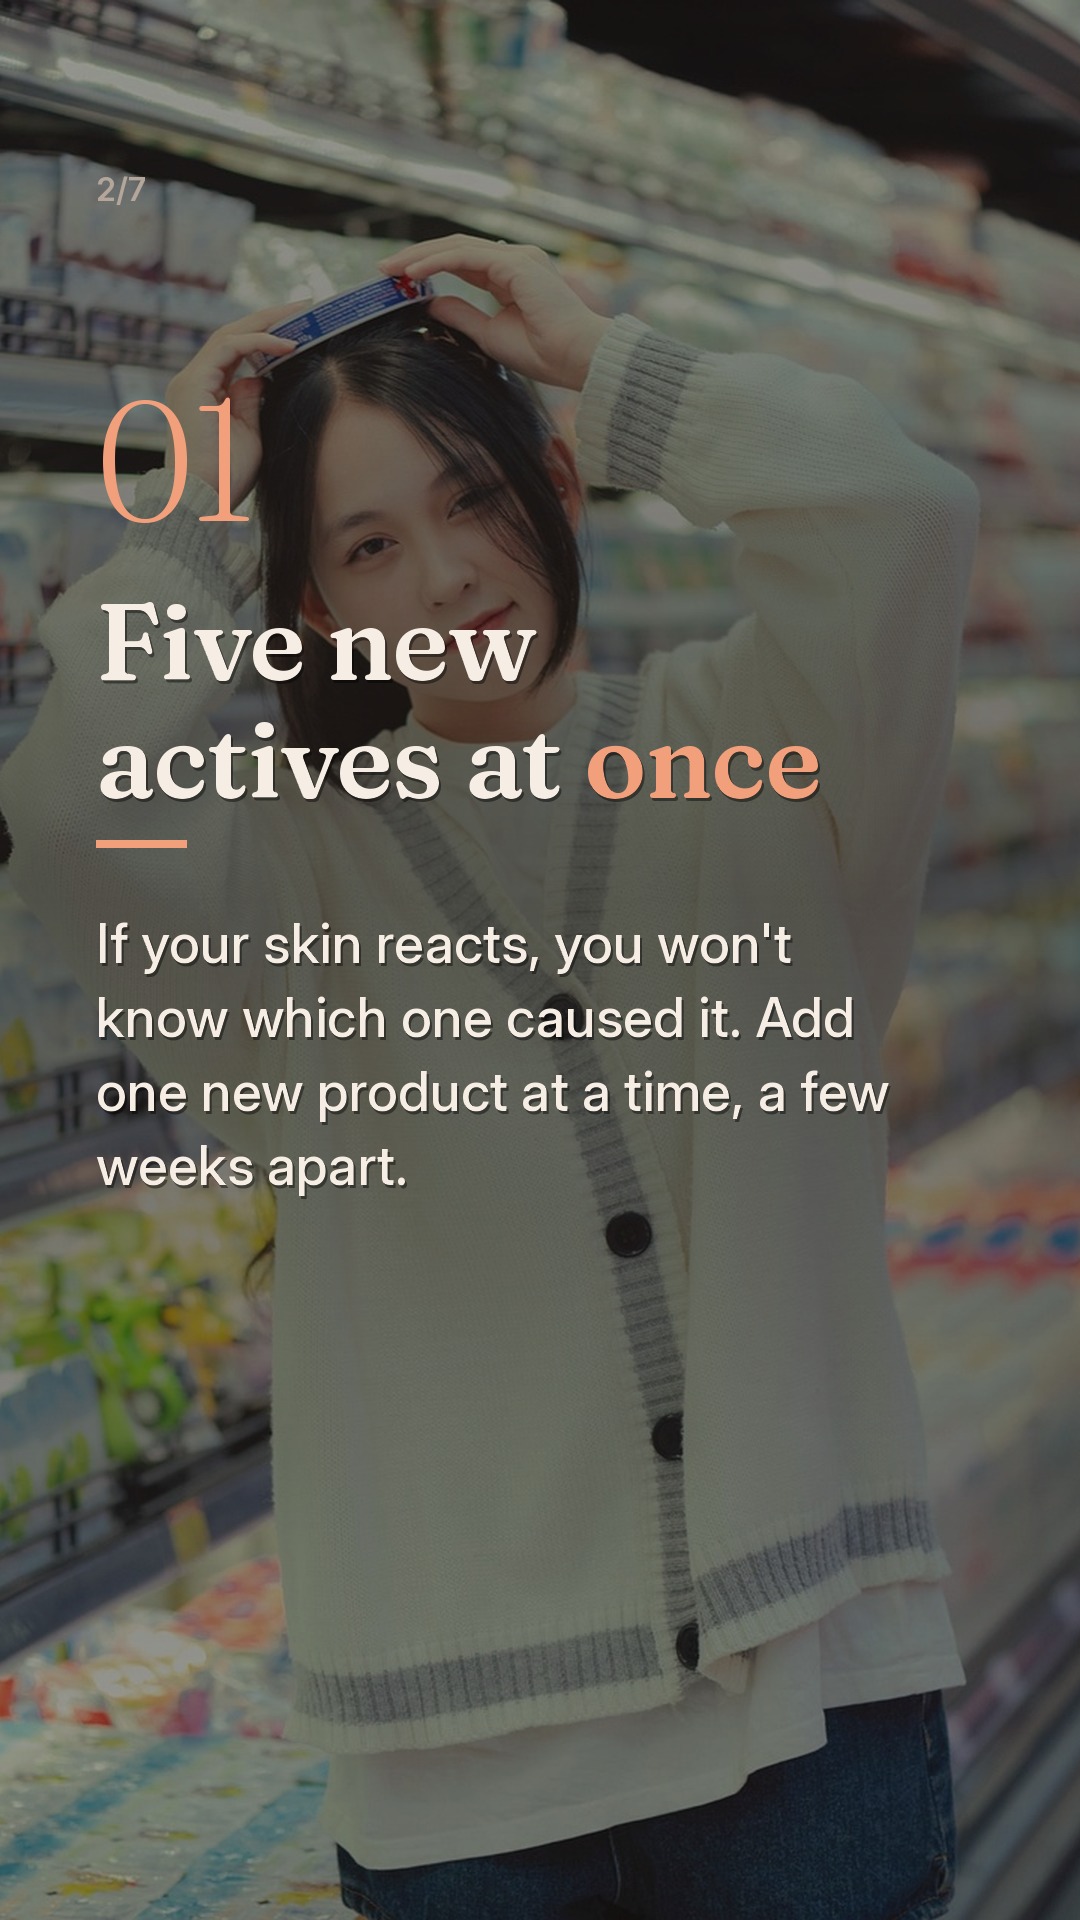 2/7
01
Five new
actives at once
If your skin reacts, you won't
know which one caused it. Add
one new product at a time, a few
weeks apart.